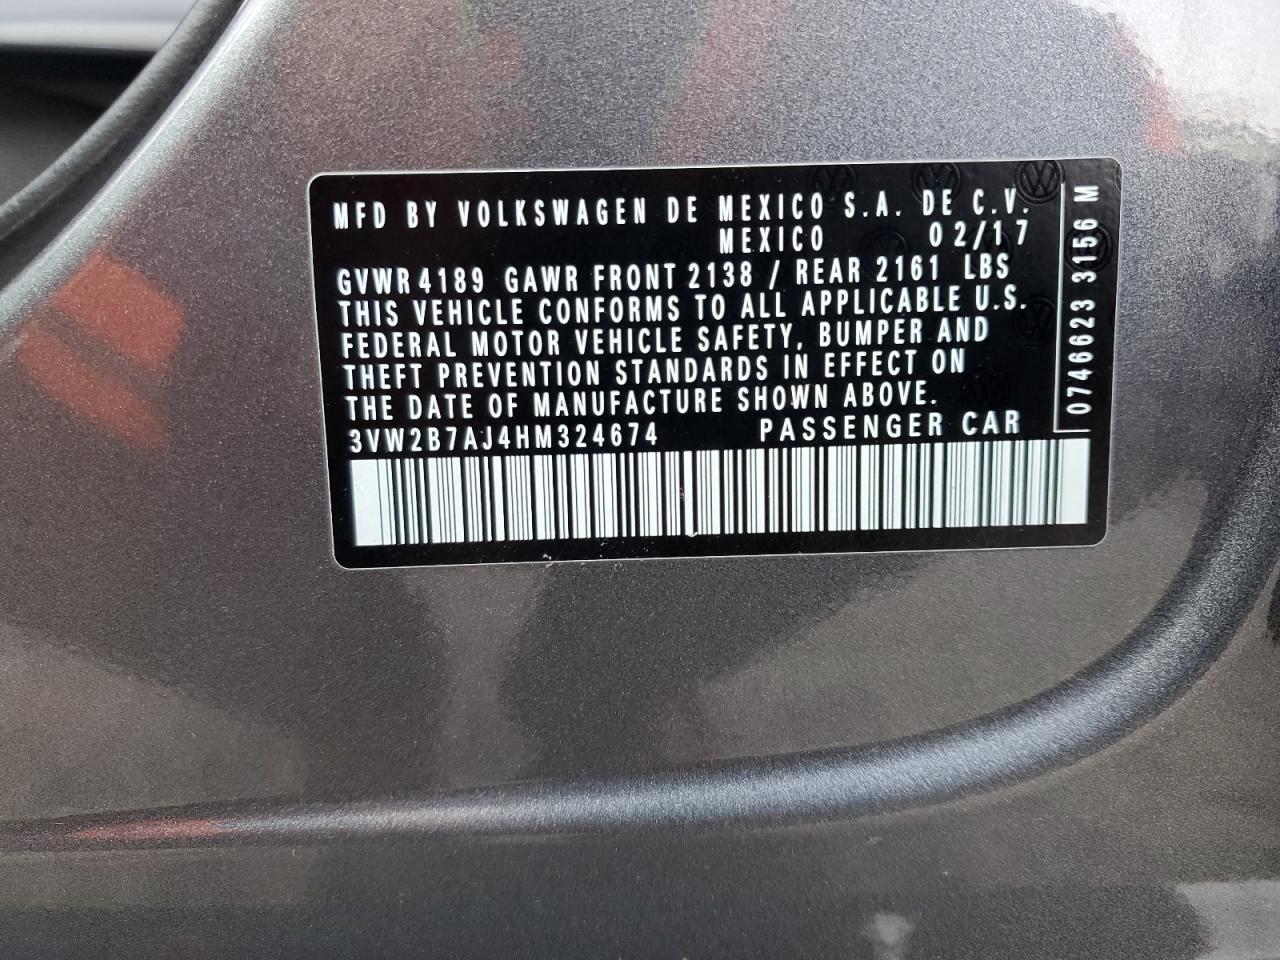 MFD BY VOLKSWAGEN DE MEXICO S.A. DE C.V.
MEXICO 02/17
GVWR 4189 GAWR FRONT 2138 / REAR 2161 LBS
THIS VEHICLE CONFORMS TO ALL APPLICABLE U.S.
FEDERAL MOTOR VEHICLE SAFETY, BUMPER AND
THEFT PREVENTION STANDARDS IN EFFECT ON
THE DATE OF MANUFACTURE SHOWN ABOVE.
3VW2B7AJ4HM324674 PASSENGER CAR
0746623 3156 M